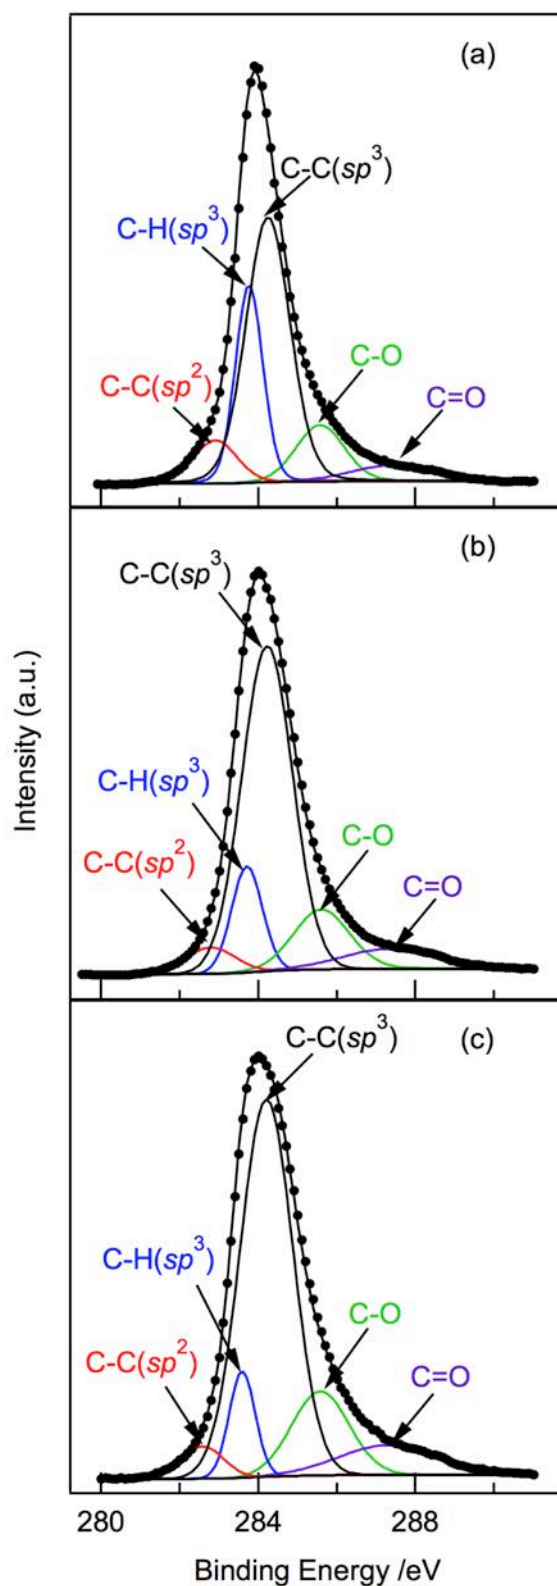 (a)
C-C(sp³)
C-H(sp³)
C-O
C-C(sp²)
C=O
(b)
C-C(sp³)
Intensity (a.u.)
C-H(sp³)
C-O
C-C(sp²)
C=O
C-C(sp³)
(c)
C-H(sp³)
C-O
C-C(sp²)
C=O
280 284 288
Binding Energy /eV